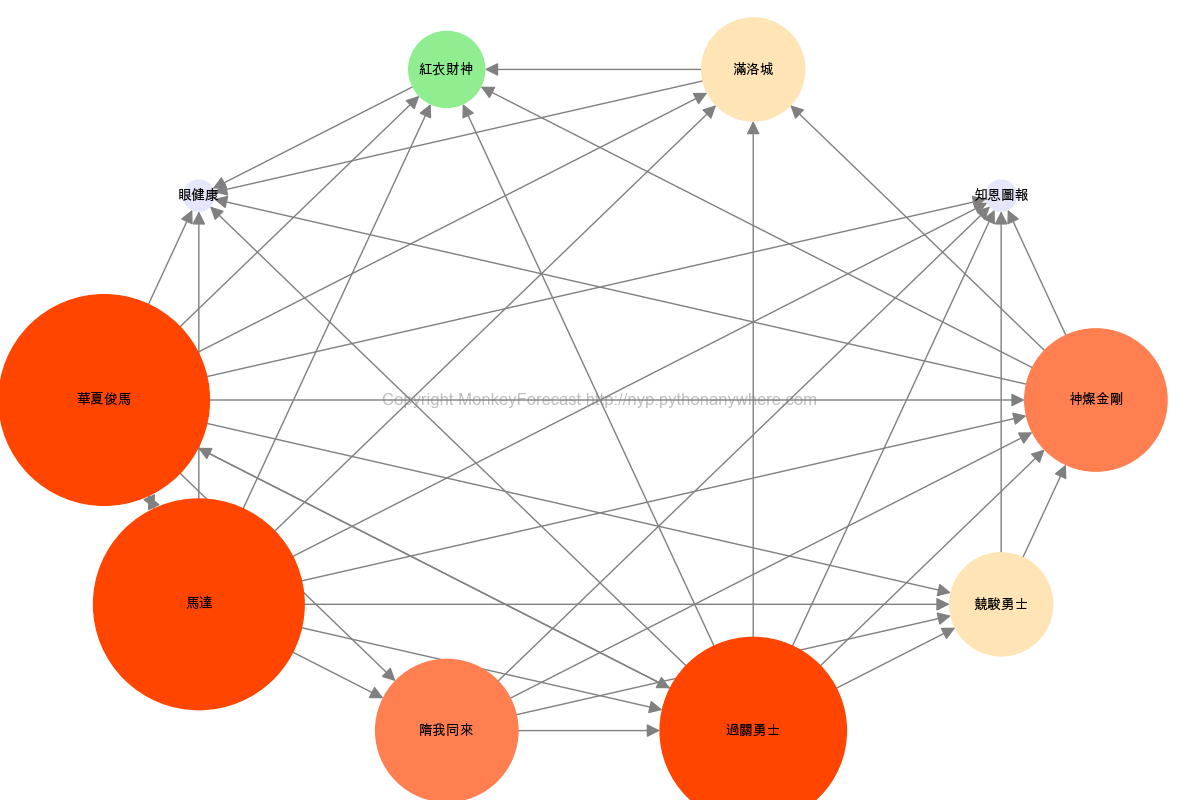 紅衣財神
滿洛城
眼健康
知恩圖報
華夏俊馬
Copyright MonkeyForecast http://nyp.pythonanywhere.com
神燦金剛
馬達
競駿勇士
隋我同來
過關勇士